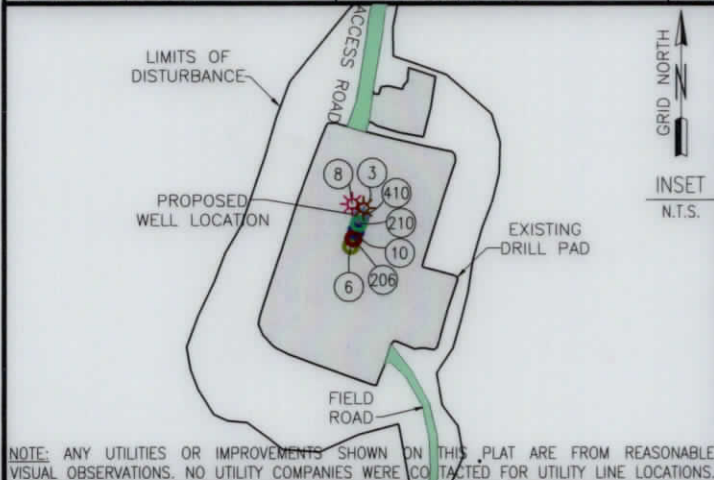 LIMITS OF
DISTURBANCE
ACCESS ROAD
GRID NORTH
N
INSET
N.T.S.
8
3
410
PROPOSED
WELL LOCATION
210
10
EXISTING
DRILL PAD
206
6
FIELD
ROAD
NOTE: ANY UTILITIES OR IMPROVEMENTS SHOWN ON THIS PLAT ARE FROM REASONABLE
VISUAL OBSERVATIONS. NO UTILITY COMPANIES WERE CONTACTED FOR UTILITY LINE LOCATIONS.